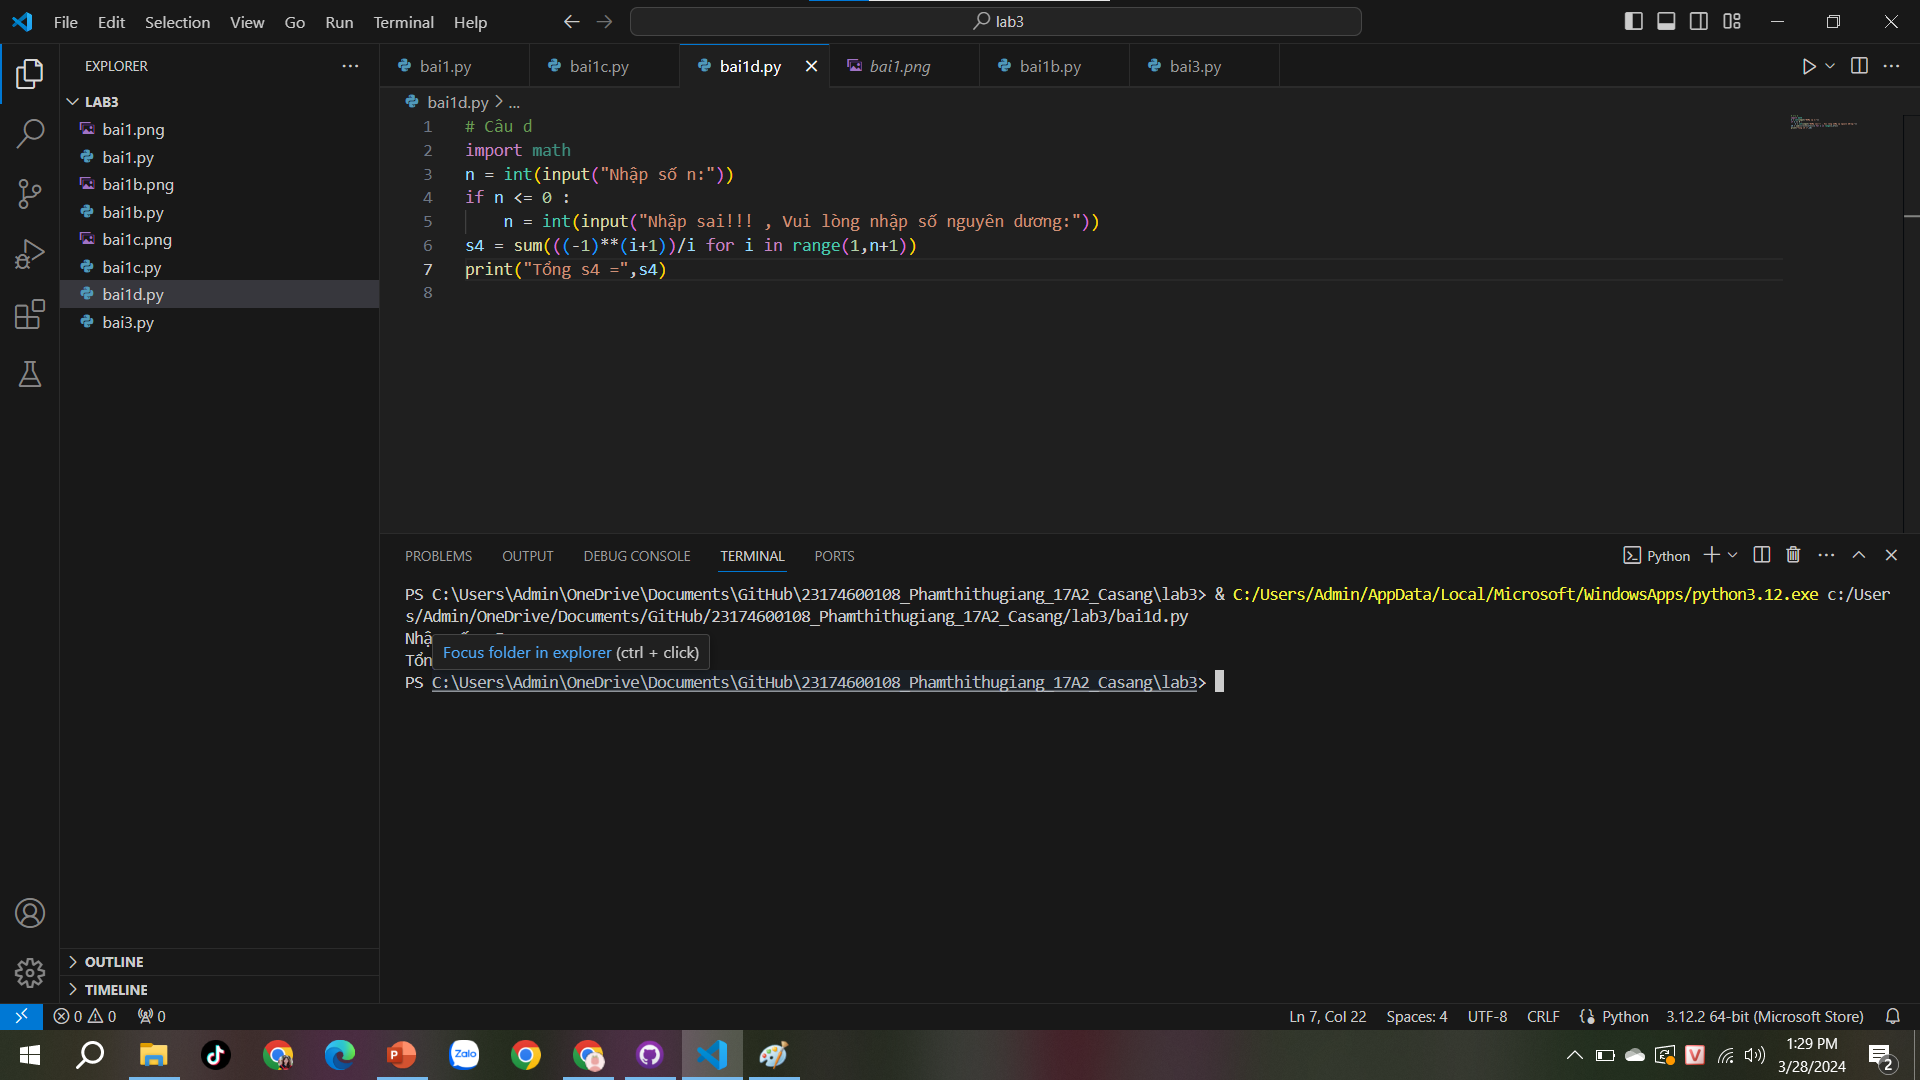 File Edit Selection View Go Run Terminal Help
lab3
EXPLORER
LAB3
bai1.png
bai1.py
bai1b.png
bai1b.py
bai1c.png
bai1c.py
bai1d.py
bai3.py
OUTLINE
TIMELINE
bai1.py bai1c.py bai1d.py bai1.png bai1b.py bai3.py
bai1d.py > ...
1 # Câu d
2 import math
3 n = int(input("Nhập số n:"))
4 if n <= 0 :
5 n = int(input("Nhập sai!!! , Vui lòng nhập số nguyên dương:"))
6 s4 = sum(((-1)**(i+1))/i for i in range(1,n+1))
7 print("Tổng s4 =",s4)
8
PROBLEMS OUTPUT DEBUG CONSOLE TERMINAL PORTS
Python
PS C:\Users\Admin\OneDrive\Documents\GitHub\23174600108_Phamthithugiang_17A2_Casang\lab3> & C:/Users/Admin/AppData/Local/Microsoft/WindowsApps/python3.12.exe c:/User
s/Admin/OneDrive/Documents/GitHub/23174600108_Phamthithugiang_17A2_Casang/lab3/bai1d.py
Focus folder in explorer (ctrl + click)
PS C:\Users\Admin\OneDrive\Documents\GitHub\23174600108_Phamthithugiang_17A2_Casang\lab3>
0 0 0
Ln 7, Col 22 Spaces: 4 UTF-8 CRLF Python 3.12.2 64-bit (Microsoft Store)
Zalo
1:29 PM
3/28/2024
2